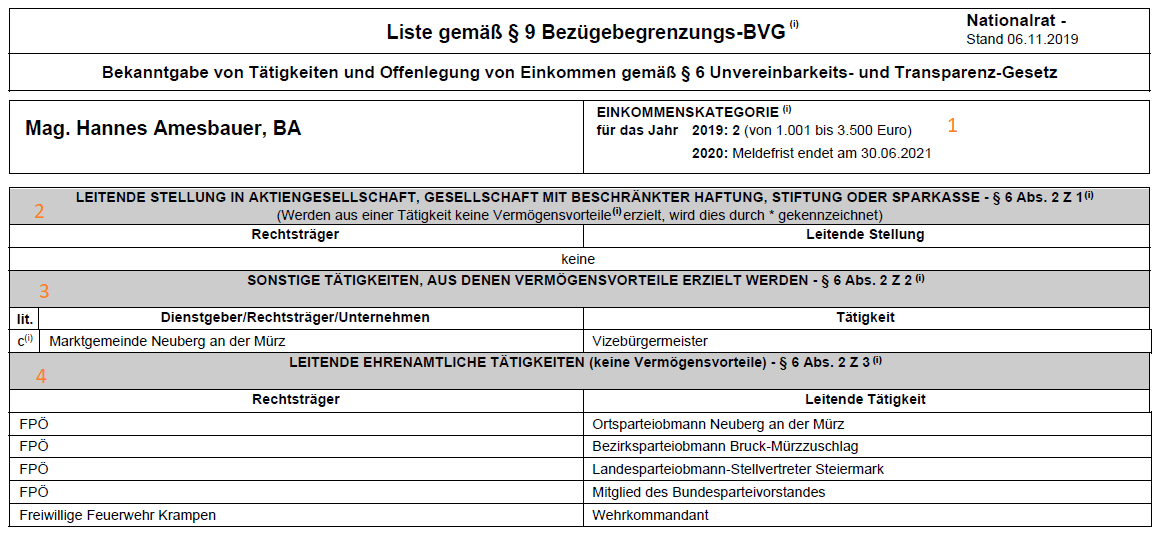 Liste gemäß § 9 Bezügebegrenzungs-BVG (i)
Nationalrat -
Stand 06.11.2019
Bekanntgabe von Tätigkeiten und Offenlegung von Einkommen gemäß § 6 Unvereinbarkeits- und Transparenz-Gesetz
Mag. Hannes Amesbauer, BA
EINKOMMENSKATEGORIE (i)
für das Jahr 2019: 2 (von 1.001 bis 3.500 Euro) 1
2020: Meldefrist endet am 30.06.2021
2
LEITENDE STELLUNG IN AKTIENGESELLSCHAFT, GESELLSCHAFT MIT BESCHRÄNKTER HAFTUNG, STIFTUNG ODER SPARKASSE - § 6 Abs. 2 Z 1 (i)
(Werden aus einer Tätigkeit keine Vermögensvorteile (i) erzielt, wird dies durch * gekennzeichnet)
Rechtsträger Leitende Stellung
keine
3
SONSTIGE TÄTIGKEITEN, AUS DENEN VERMÖGENSVORTEILE ERZIELT WERDEN - § 6 Abs. 2 Z 2 (i)
lit. Dienstgeber/Rechtsträger/Unternehmen Tätigkeit
c(i) Marktgemeinde Neuberg an der Mürz Vizebürgermeister
4
LEITENDE EHRENAMTLICHE TÄTIGKEITEN (keine Vermögensvorteile) - § 6 Abs. 2 Z 3 (i)
Rechtsträger Leitende Tätigkeit
FPÖ Ortsparteiobmann Neuberg an der Mürz
FPÖ Bezirksparteiobmann Bruck-Mürzzuschlag
FPÖ Landesparteiobmann-Stellvertreter Steiermark
FPÖ Mitglied des Bundesparteivorstandes
Freiwillige Feuerwehr Krampen Wehrkommandant